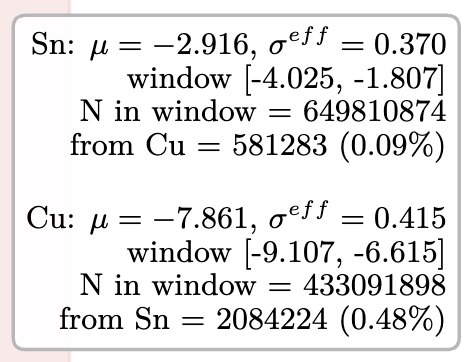 Sn: μ = −2.916, σ^eff = 0.370
window [-4.025, -1.807]
N in window = 649810874
from Cu = 581283 (0.09%)
Cu: μ = −7.861, σ^eff = 0.415
window [-9.107, -6.615]
N in window = 433091898
from Sn = 2084224 (0.48%)